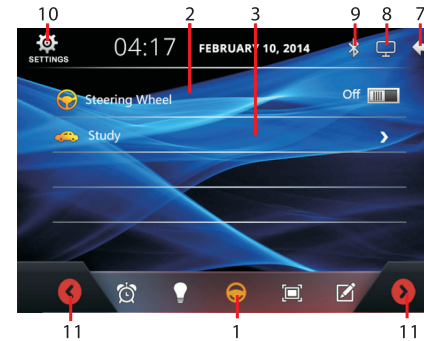 10 2 3 9 8 7
SETTINGS 04:17 FEBRUARY 10, 2014
Steering Wheel Off
Study
11 1 11